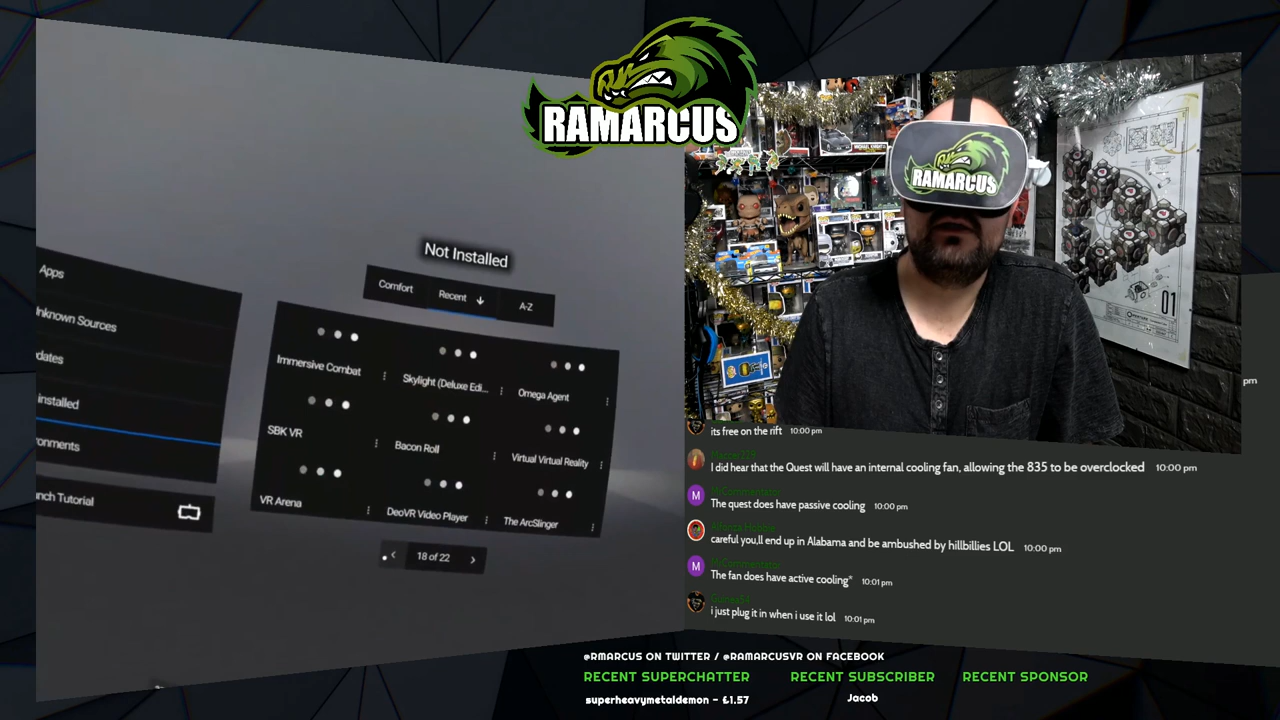 RAMARCUS
RAMARCUS
Not Installed
Comfort
Recent
A-Z
Apps
nknown Sources
dates
installed
onments
nch Tutorial
Immersive Combat
Skylight (Deluxe Edi...
Omega Agent
SBK VR
Bacon Roll
Virtual Virtual Reality
VR Arena
DeoVR Video Player
The ArcSlinger
18 of 22
01
pm
its free on the rift 10:00 pm
I did hear that the Quest will have an internal cooling fan, allowing the 835 to be overclocked 10:00 pm
M
The quest does have passive cooling 10:00 pm
careful you,ll end up in Alabama and be ambushed by hillbillies LOL 10:00 pm
M
The fan does have active cooling* 10:01 pm
i just plug it in when i use it lol 10:01 pm
@RMARCUS ON TWITTER / @RAMARCUSVR ON FACEBOOK
RECENT SUPERCHATTER
RECENT SUBSCRIBER
RECENT SPONSOR
superheavymetaldemon - £1.57
Jacob